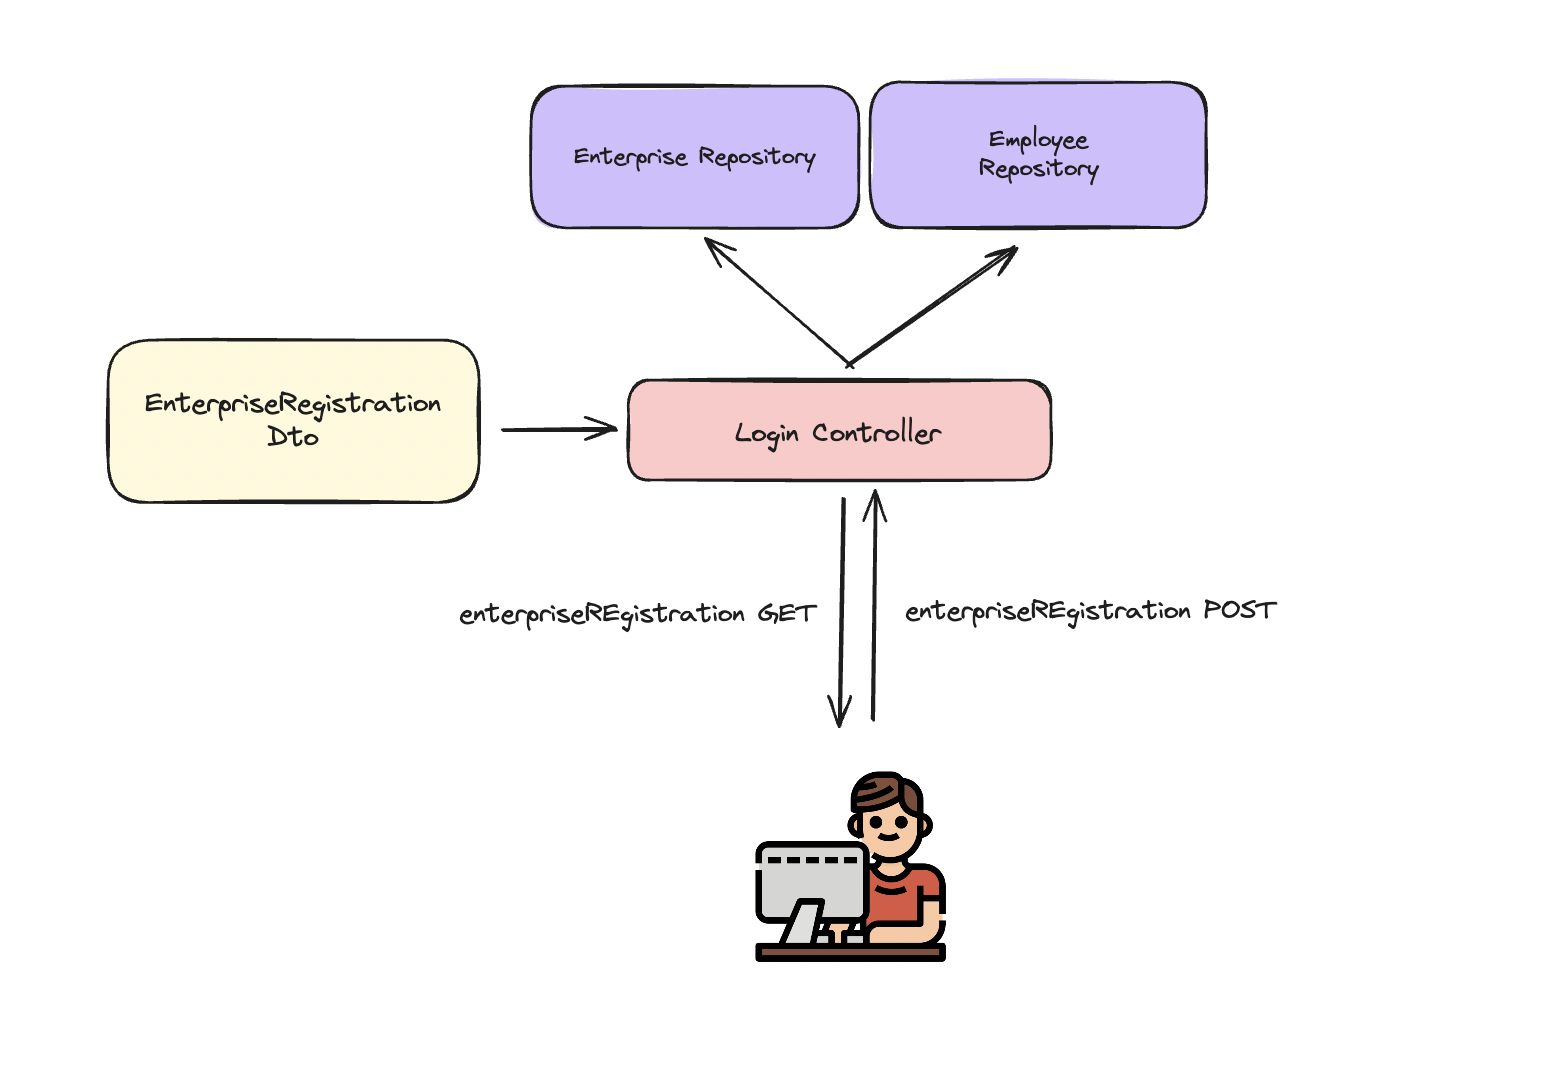 Enterprise Repository
Employee
Repository
EnterpriseRegistration
Dto
Login Controller
enterpriseREgistration GET
enterpriseREgistration POST